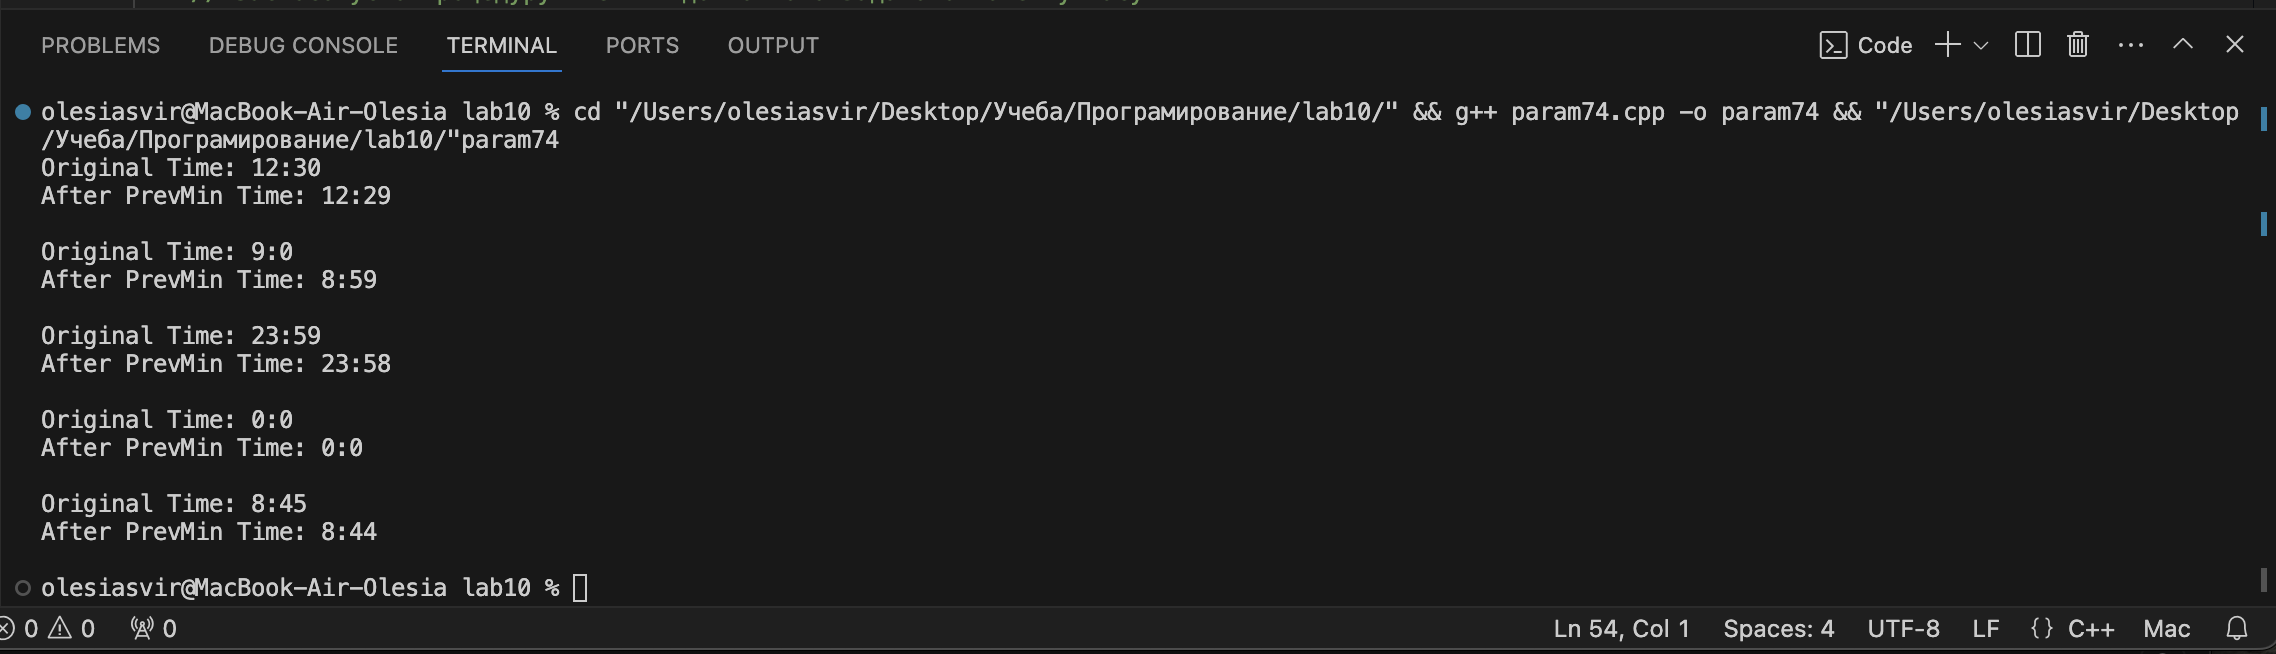 PROBLEMS DEBUG CONSOLE TERMINAL PORTS OUTPUT Code
olesiasvir@MacBook-Air-Olesia lab10 % cd "/Users/olesiasvir/Desktop/Учеба/Програмирование/lab10/" && g++ param74.cpp -o param74 && "/Users/olesiasvir/Desktop
/Учеба/Програмирование/lab10/"param74
Original Time: 12:30
After PrevMin Time: 12:29
Original Time: 9:0
After PrevMin Time: 8:59
Original Time: 23:59
After PrevMin Time: 23:58
Original Time: 0:0
After PrevMin Time: 0:0
Original Time: 8:45
After PrevMin Time: 8:44
olesiasvir@MacBook-Air-Olesia lab10 %
0 0 0 Ln 54, Col 1 Spaces: 4 UTF-8 LF {} C++ Mac